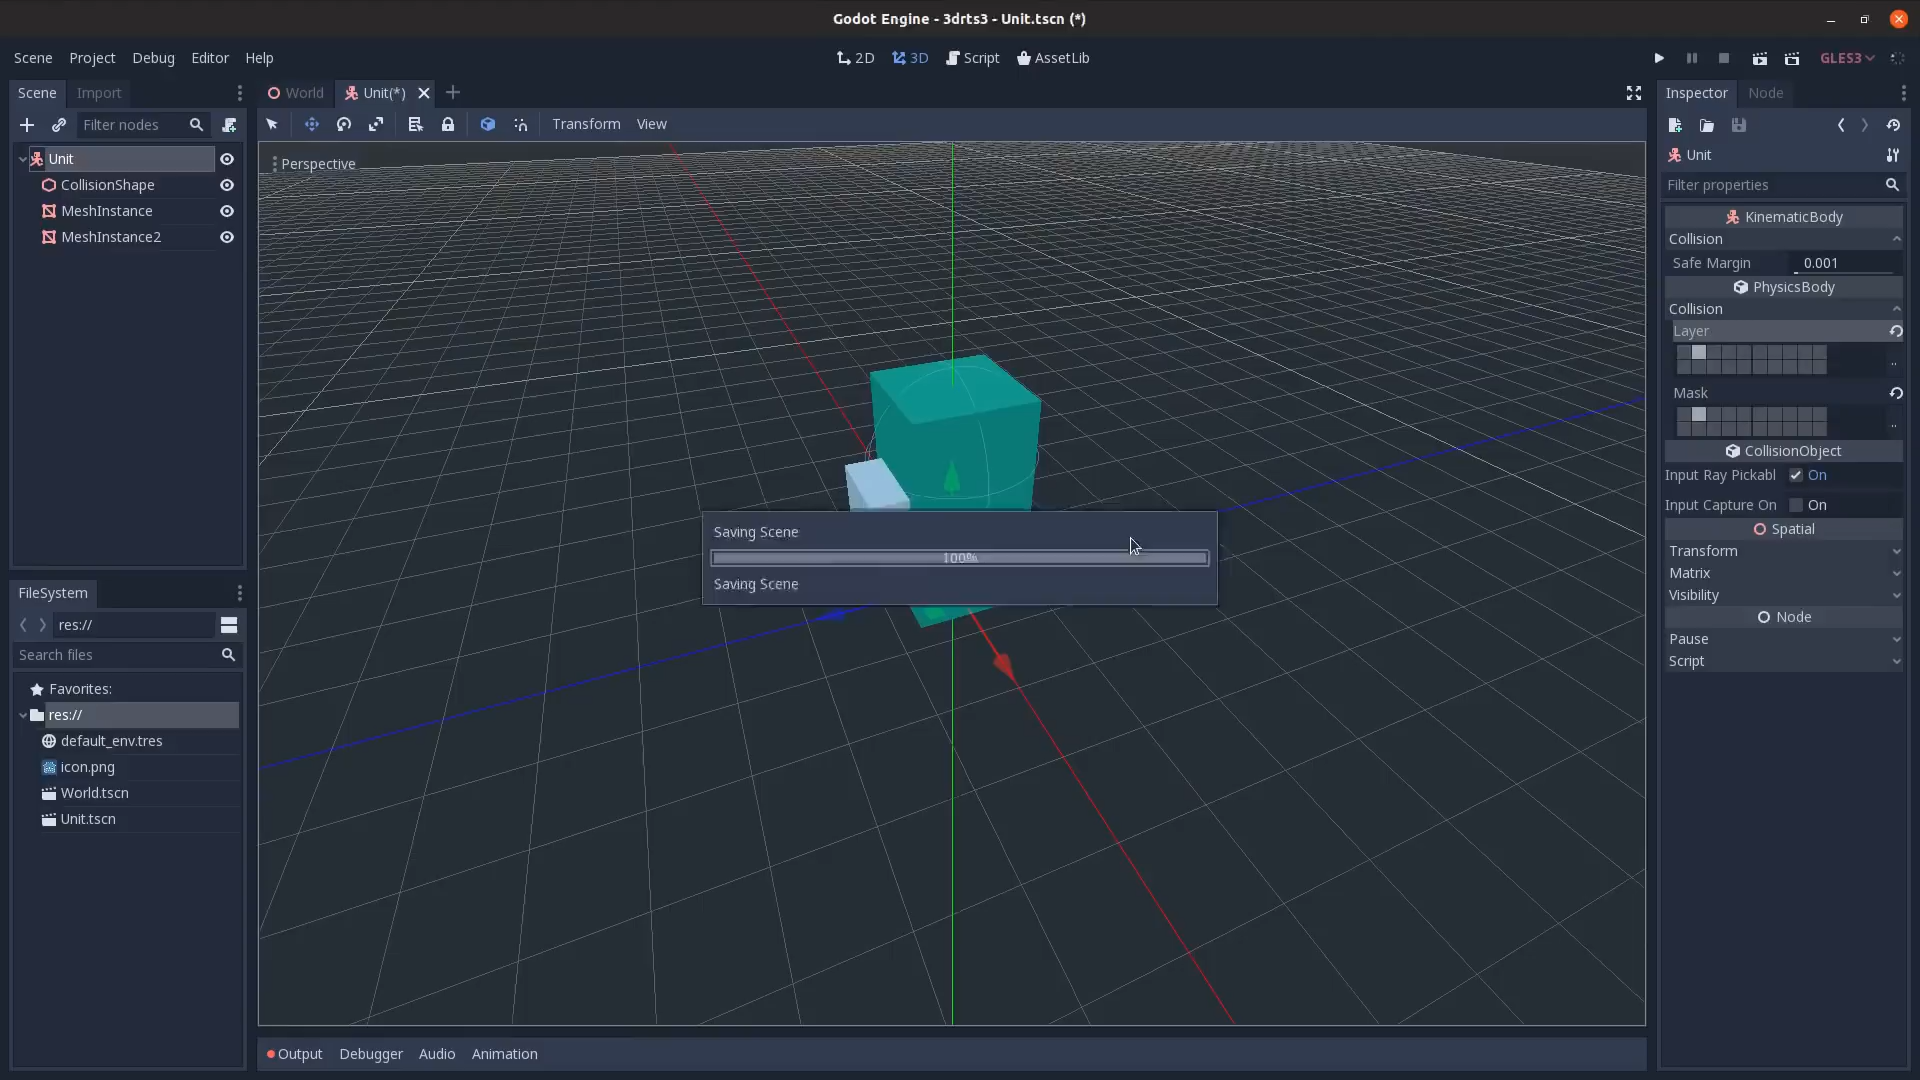 Godot Engine - 3drts3 - Unit.tscn (*)
Scene Project Debug Editor Help
2D 3D Script AssetLib
GLES3
Scene Import
World Unit(*)
Inspector Node
Filter nodes
Transform View
Unit
CollisionShape
MeshInstance
MeshInstance2
Perspective
Saving Scene
100%
Saving Scene
Unit
Filter properties
KinematicBody
Collision
Safe Margin 0.001
PhysicsBody
Collision
Layer
..
Mask
..
CollisionObject
Input Ray Pickabl On
Input Capture On On
Spatial
Transform
Matrix
Visibility
Node
Pause
Script
FileSystem
res://
Search files
Favorites:
res://
default_env.tres
icon.png
World.tscn
Unit.tscn
Output Debugger Audio Animation